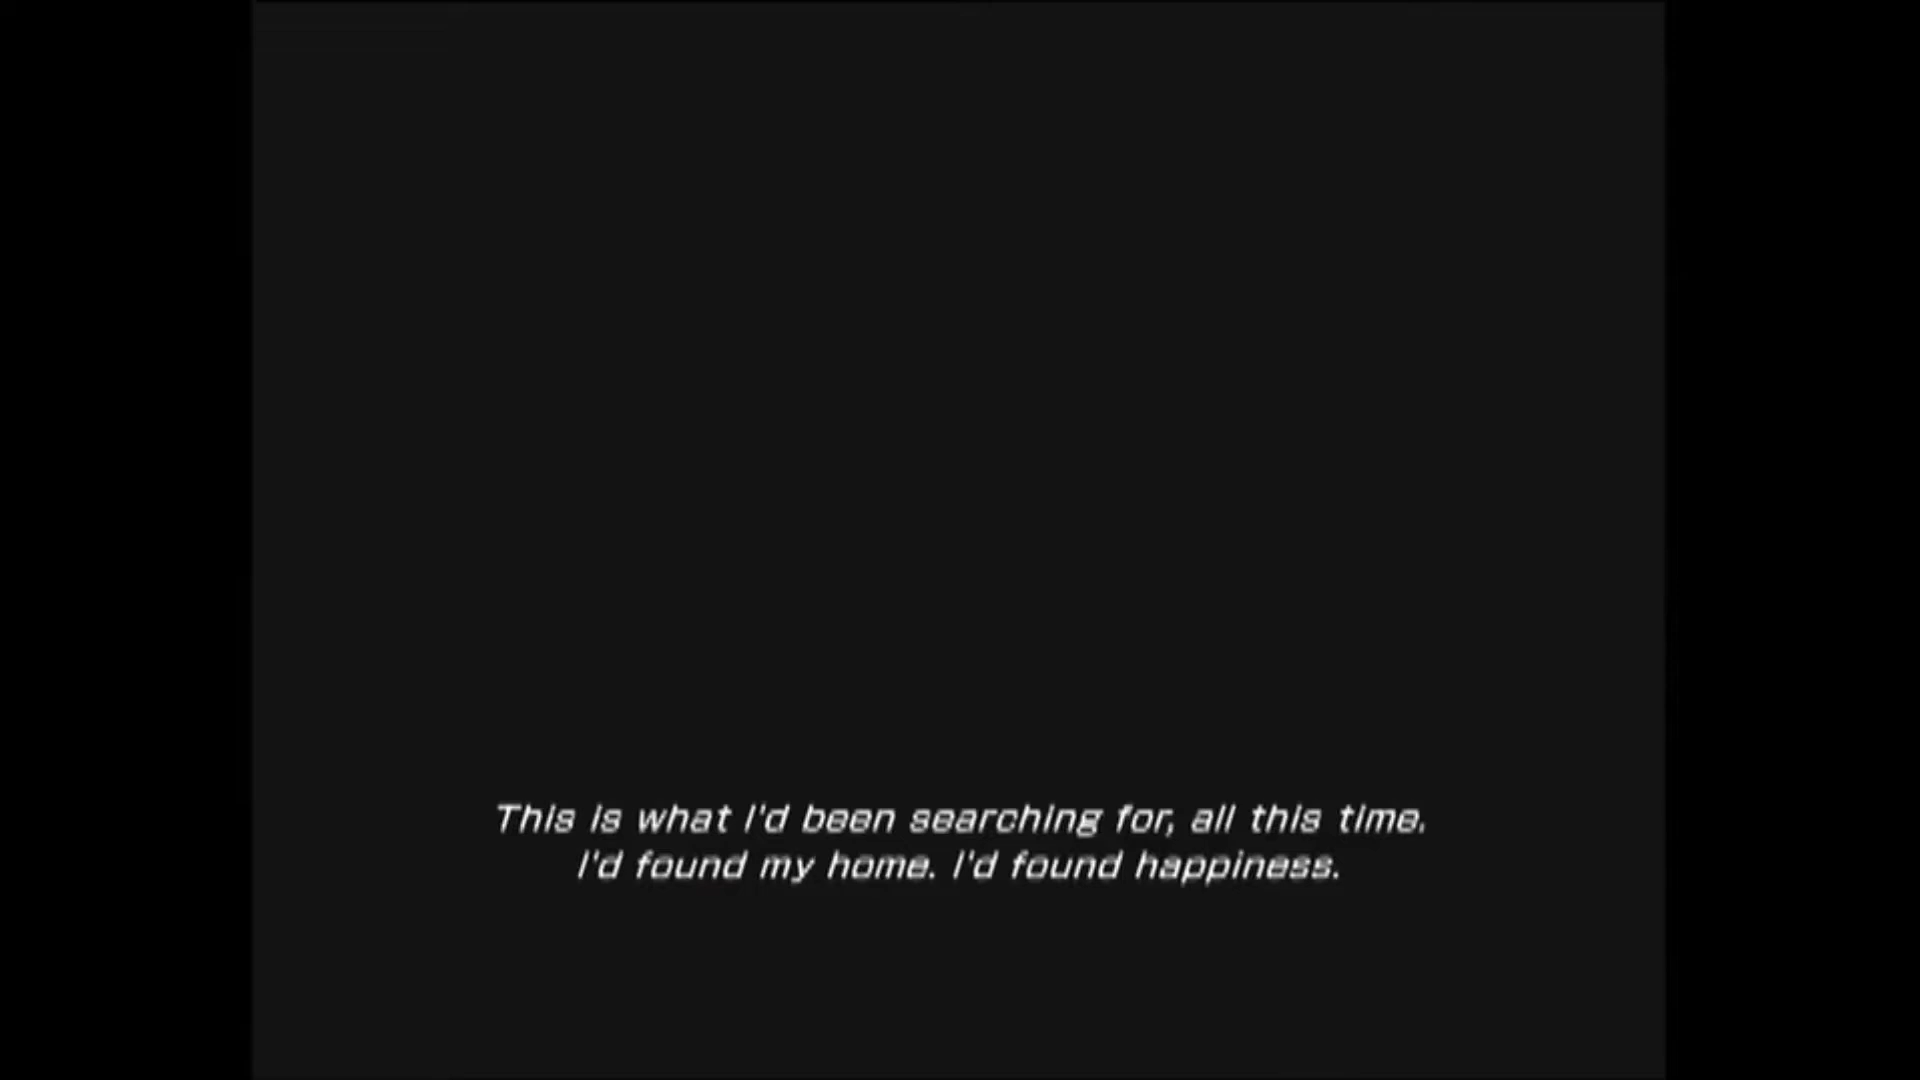 This is what I'd been searching for, all this time.
I'd found my home. I'd found happiness.